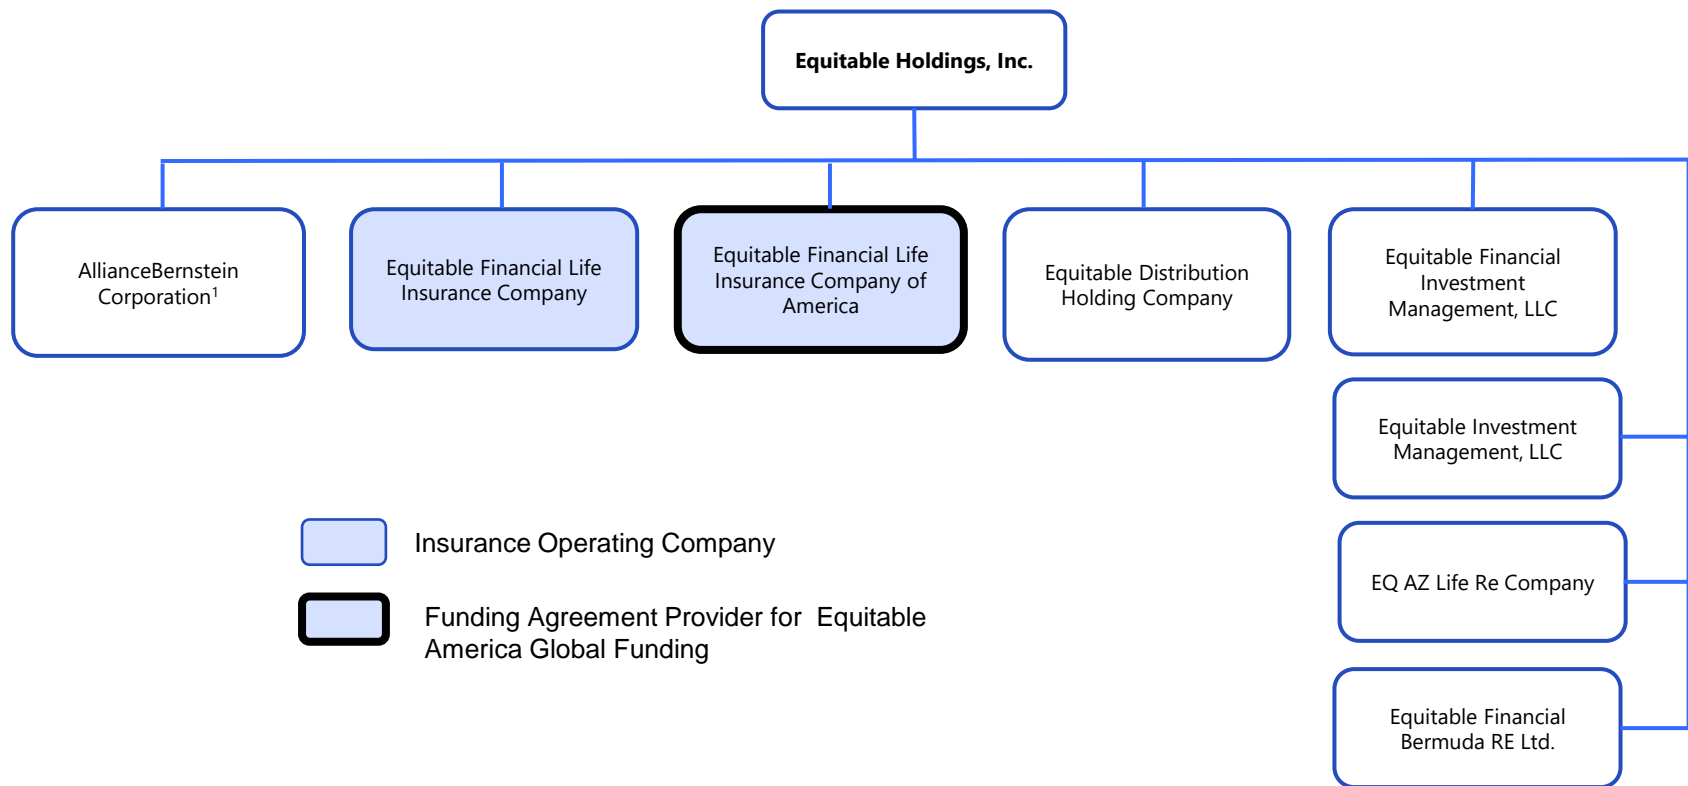 Equitable Holdings, Inc.
AllianceBernstein
Corporation¹
Equitable Financial Life
Insurance Company
Equitable Financial Life
Insurance Company of
America
Equitable Distribution
Holding Company
Equitable Financial
Investment
Management, LLC
Equitable Investment
Management, LLC
EQ AZ Life Re Company
Equitable Financial
Bermuda RE Ltd.
Insurance Operating Company
Funding Agreement Provider for Equitable
America Global Funding